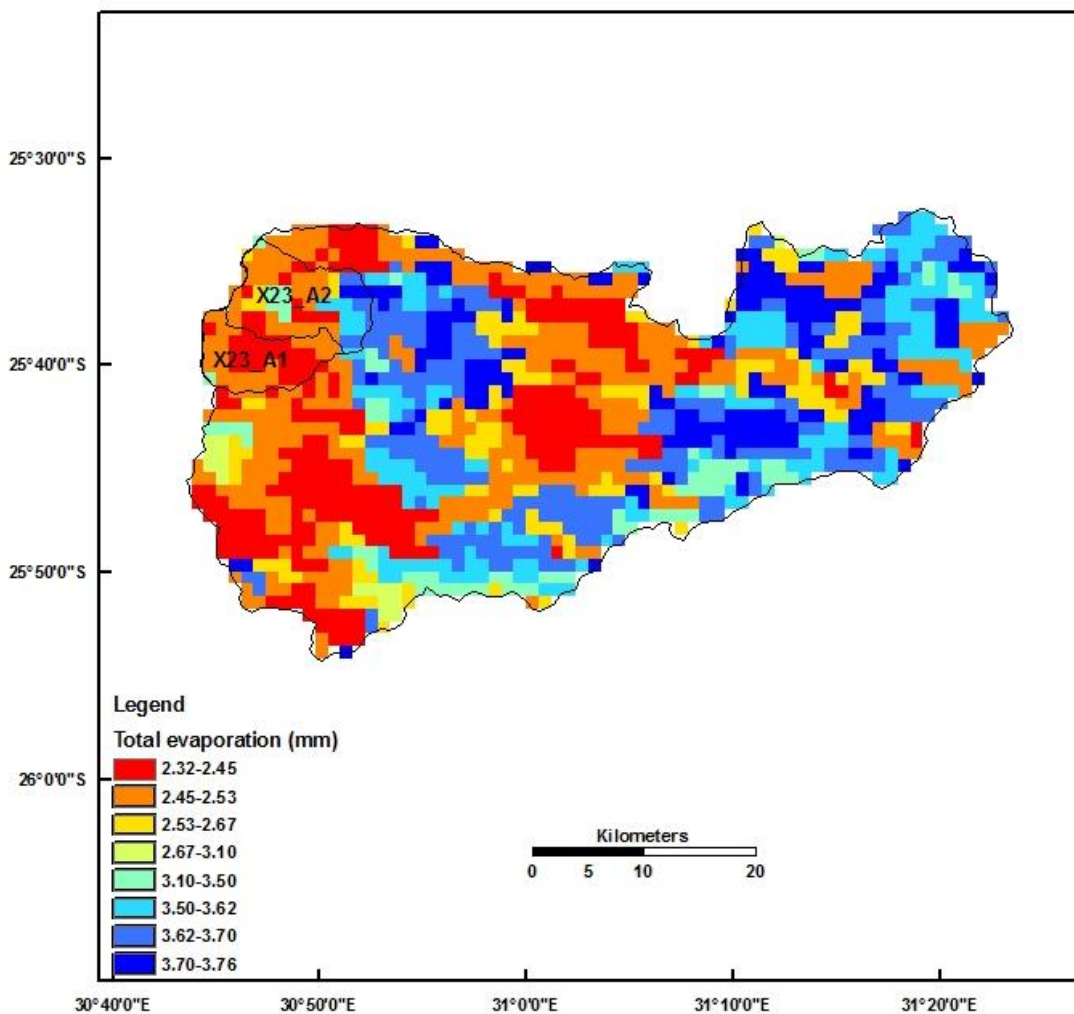 25°30'0"S
X23_A2
25°40'0"S
X23_A1
25°50'0"S
Legend
Total evaporation (mm)
26°0'0"S
2.32-2.45
2.45-2.53
2.53-2.67
2.67-3.10
3.10-3.50
3.50-3.62
3.62-3.70
3.70-3.76
Kilometers
0 5 10 20
30°40'0"E 30°50'0"E 31°0'0"E 31°10'0"E 31°20'0"E